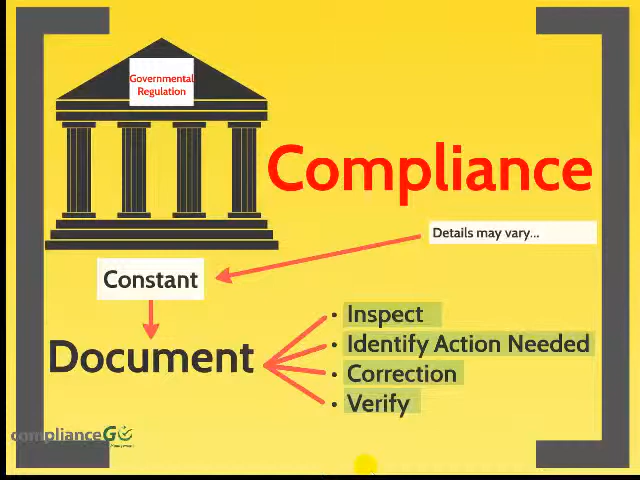 Governmental
Regulation
Compliance
Details may vary...
Constant
Document
• Inspect
• Identify Action Needed
• Correction
• Verify
complianceGO